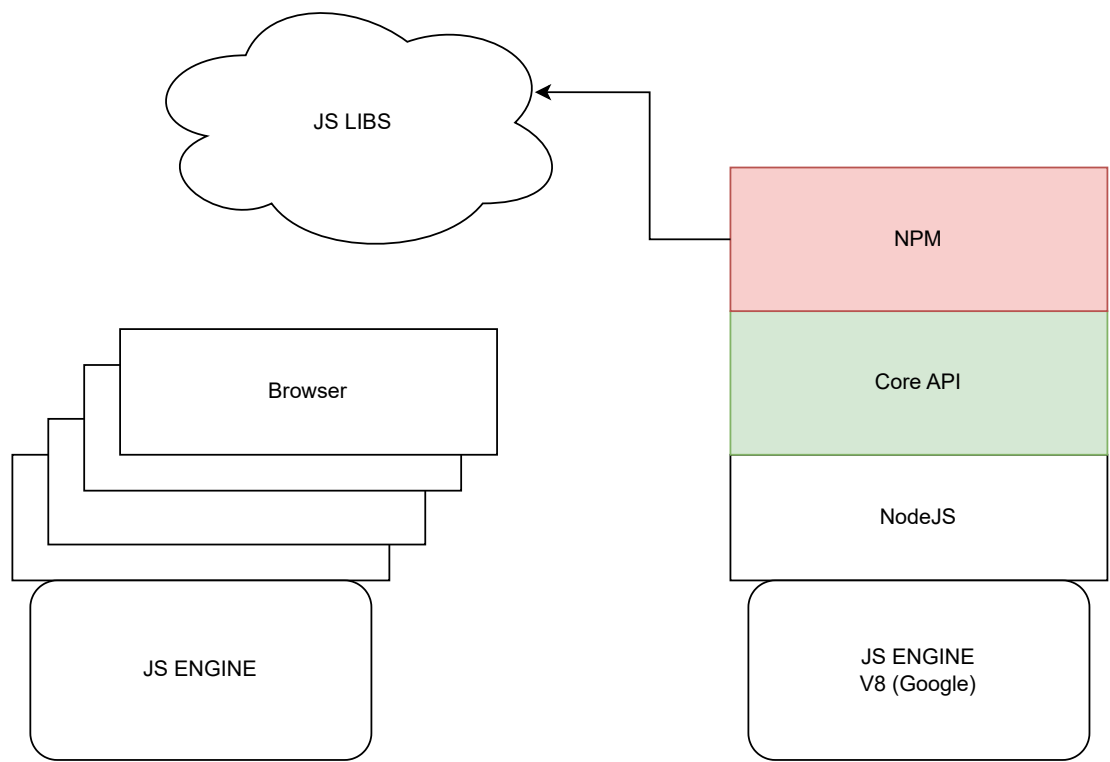 JS LIBS
NPM
Core API
Browser
NodeJS
JS ENGINE
JS ENGINE
V8 (Google)